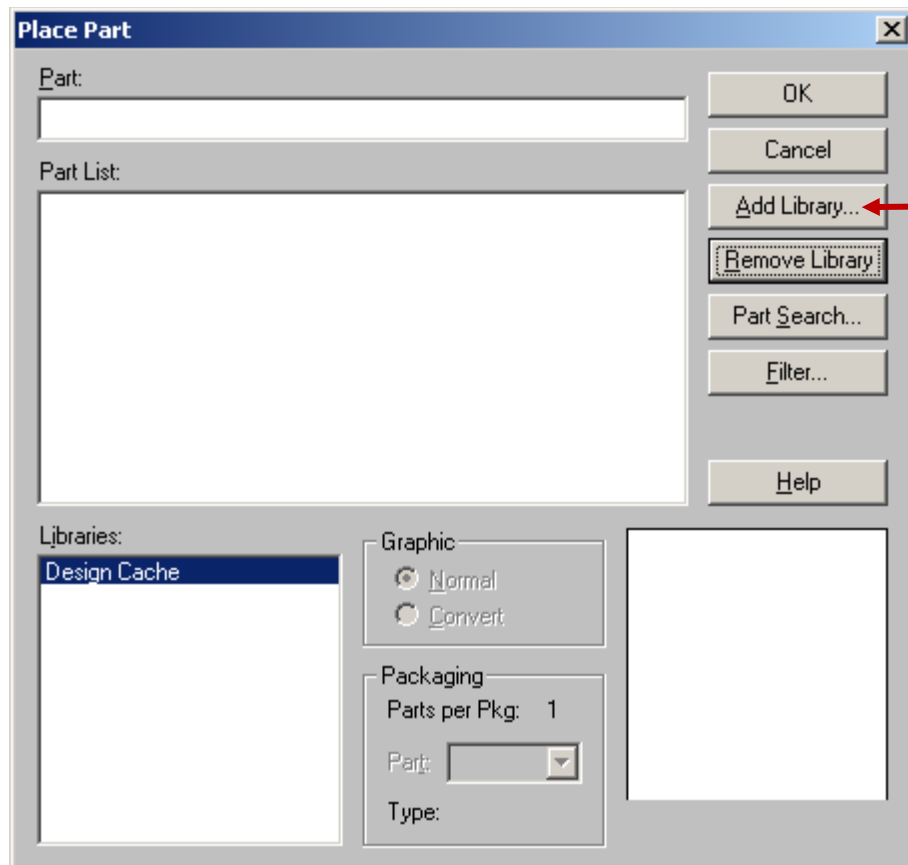 Place Part
Part:
OK
Cancel
Part List:
Add Library...
Remove Library
Part Search...
Filter...
Help
Libraries:
Design Cache
Graphic
Normal
Convert
Packaging
Parts per Pkg: 1
Part:
Type: